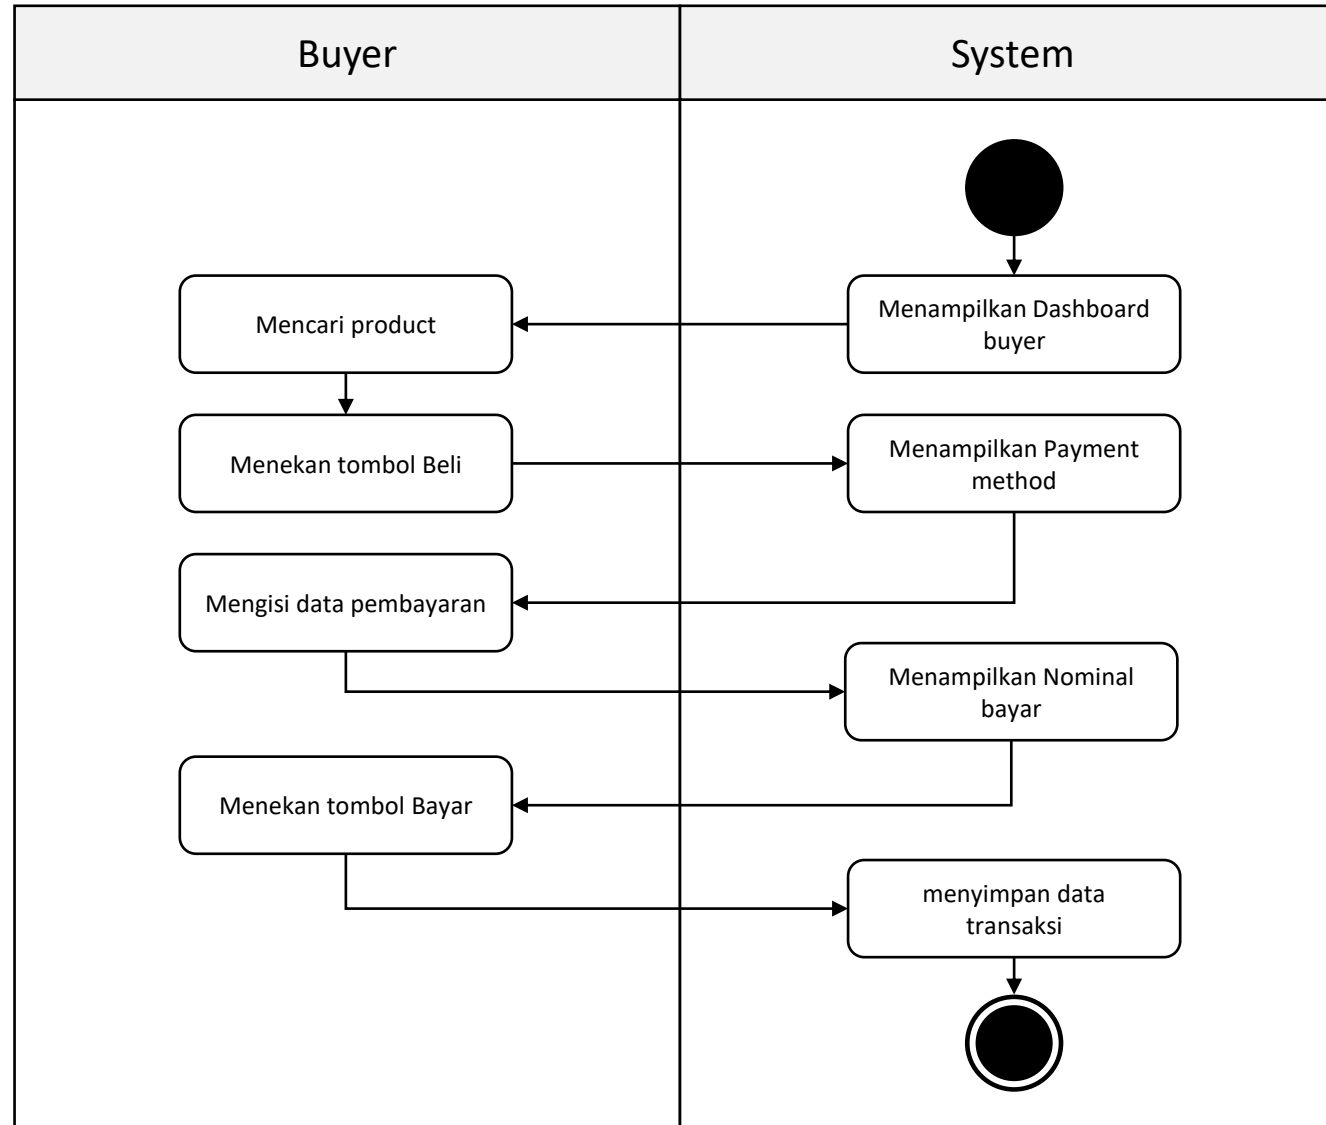 Buyer
System
Mencari product
Menampilkan Dashboard
buyer
Menekan tombol Beli
Menampilkan Payment
method
Mengisi data pembayaran
Menampilkan Nominal
bayar
Menekan tombol Bayar
menyimpan data
transaksi